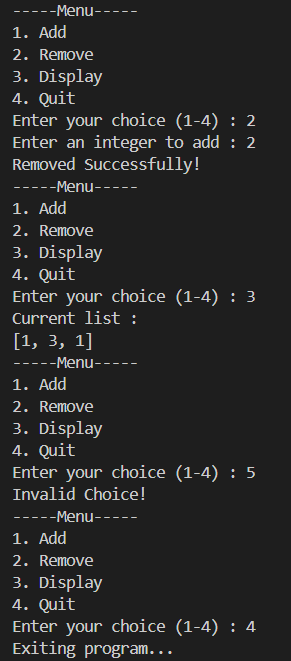 -----Menu-----
1. Add
2. Remove
3. Display
4. Quit
Enter your choice (1-4) : 2
Enter an integer to add : 2
Removed Successfully!
-----Menu-----
1. Add
2. Remove
3. Display
4. Quit
Enter your choice (1-4) : 3
Current list :
[1, 3, 1]
-----Menu-----
1. Add
2. Remove
3. Display
4. Quit
Enter your choice (1-4) : 5
Invalid Choice!
-----Menu-----
1. Add
2. Remove
3. Display
4. Quit
Enter your choice (1-4) : 4
Exiting program...